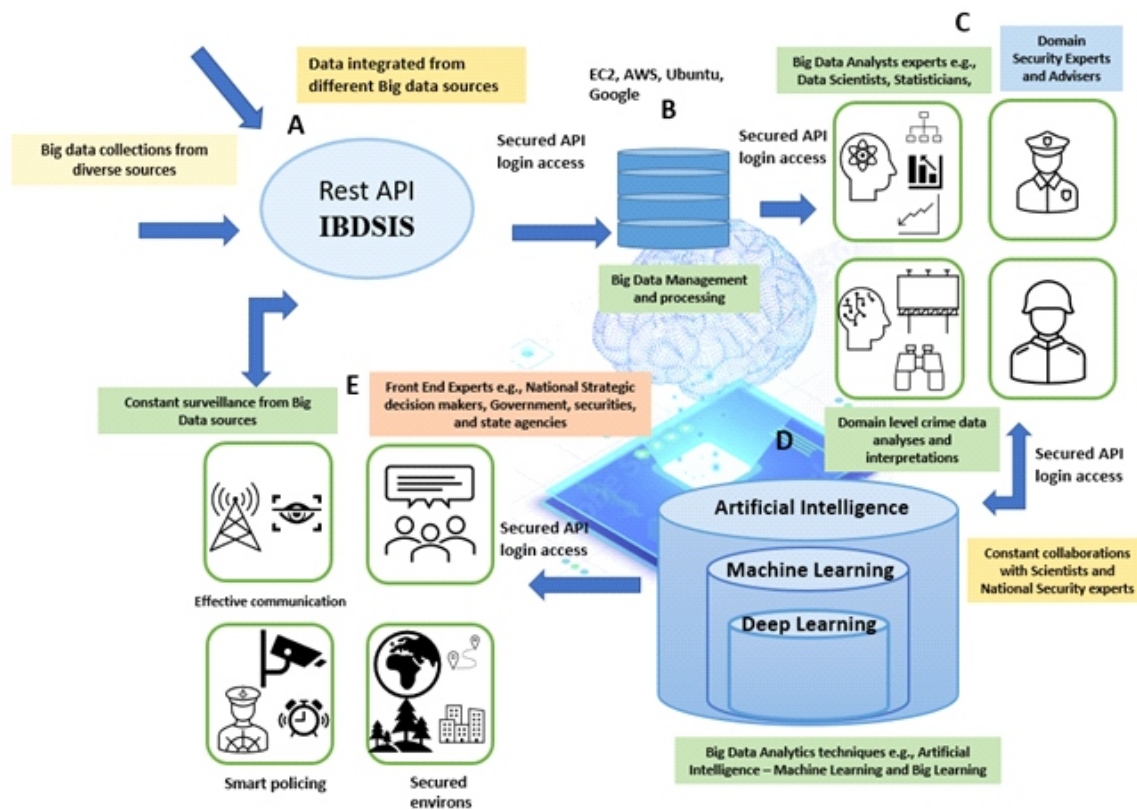 C
Data integrated from
different Big data sources
EC2, AWS, Ubuntu,
Google
Big Data Analysts experts e.g.,
Data Scientists, Statisticians,
Domain
Security Experts
and Advisers
A
B
Big data collections from
diverse sources
Secured API
login access
Secured API
login access
Rest API
IBDSIS
Big Data Management
and processing
E
Front End Experts e.g., National Strategic
decision makers, Government, securities,
and state agencies
Constant surveillance from Big
Data sources
D
Domain level crime data
analyses and
interpretations
Secured API
login access
Artificial Intelligence
Machine Learning
Deep Learning
Secured API
login access
Constant collaborations
with Scientists and
National Security experts
Effective communication
Smart policing
Secured
environs
Big Data Analytics techniques e.g., Artificial
Intelligence – Machine Learning and Big Learning